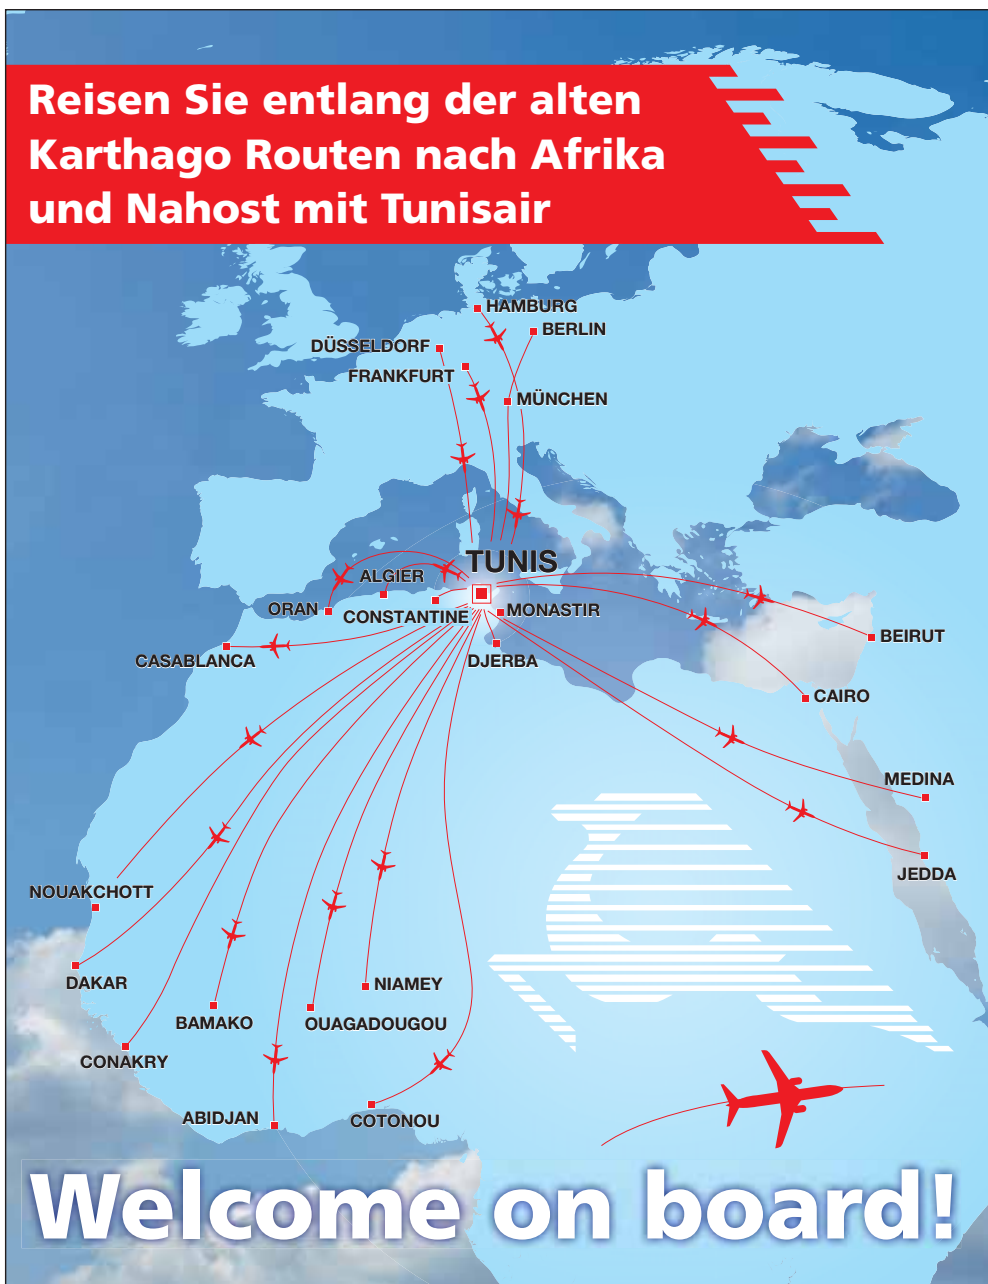 Reisen Sie entlang der alten
Karthago Routen nach Afrika
und Nahost mit Tunisair
HAMBURG
BERLIN
DÜSSELDORF
FRANKFURT
MÜNCHEN
TUNIS
ALGIER
ORAN
CONSTANTINE
MONASTIR
BEIRUT
CASABLANCA
DJERBA
CAIRO
MEDINA
JEDDA
NOUAKCHOTT
DAKAR
NIAMEY
BAMAKO
OUAGADOUGOU
CONAKRY
ABIDJAN
COTONOU
Welcome on board!